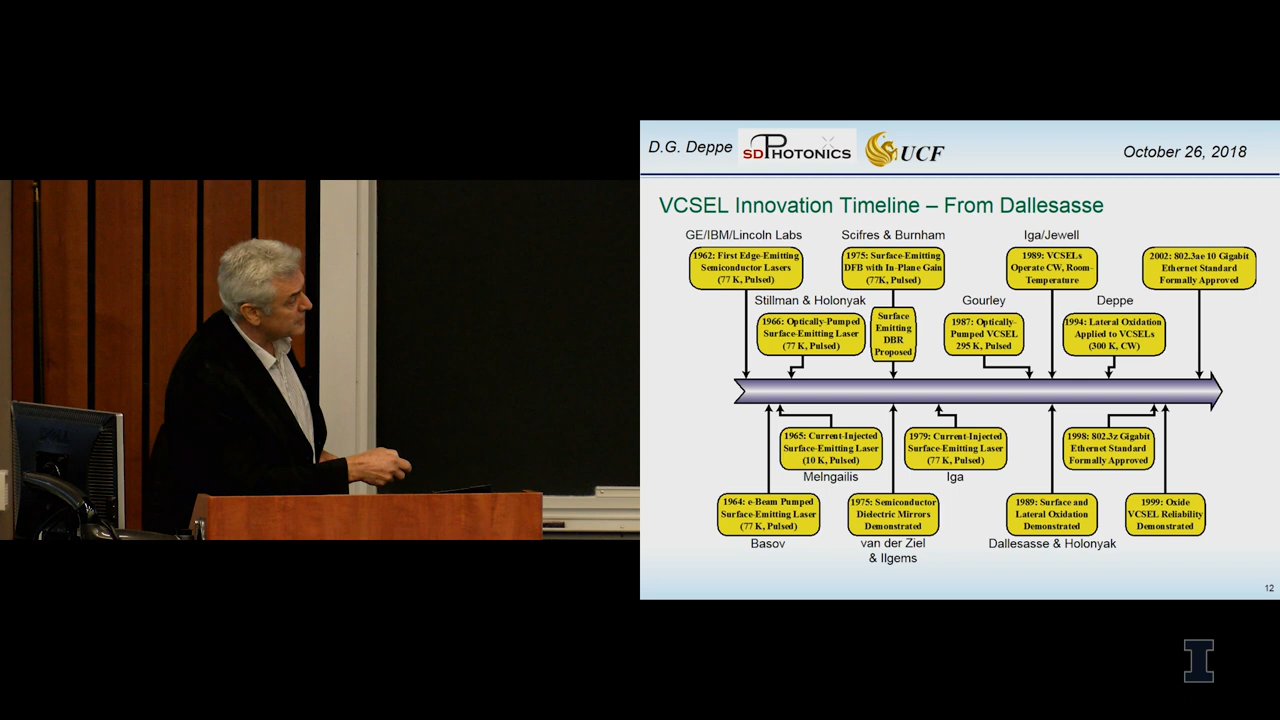 D.G. Deppe
SDPHOTONICS
UCF
October 26, 2018
VCSEL Innovation Timeline – From Dallesasse
GE/IBM/Lincoln Labs
Scifres & Burnham
Iga/Jewell
1962: First Edge-Emitting
Semiconductor Lasers
(77 K, Pulsed)
1975: Surface-Emitting
DFB with In-Plane Gain
(77K, Pulsed)
1989: VCSELs
Operate CW, Room-
Temperature
2002: 802.3ae 10 Gigabit
Ethernet Standard
Formally Approved
Stillman & Holonyak
Gourley
Deppe
1966: Optically-Pumped
Surface-Emitting Laser
(77 K, Pulsed)
Surface
Emitting
DBR
Proposed
1987: Optically-
Pumped VCSEL
295 K, Pulsed
1994: Lateral Oxidation
Applied to VCSELs
(300 K, CW)
1965: Current-Injected
Surface-Emitting Laser
(10 K, Pulsed)
Melngailis
1979: Current-Injected
Surface-Emitting Laser
(77 K, Pulsed)
Iga
1998: 802.3z Gigabit
Ethernet Standard
Formally Approved
1964: e-Beam Pumped
Surface-Emitting Laser
(77 K, Pulsed)
Basov
1975: Semiconductor
Dielectric Mirrors
Demonstrated
van der Ziel
& Ilgems
1989: Surface and
Lateral Oxidation
Demonstrated
Dallesasse & Holonyak
1999: Oxide
VCSEL Reliability
Demonstrated
12
DELL
I